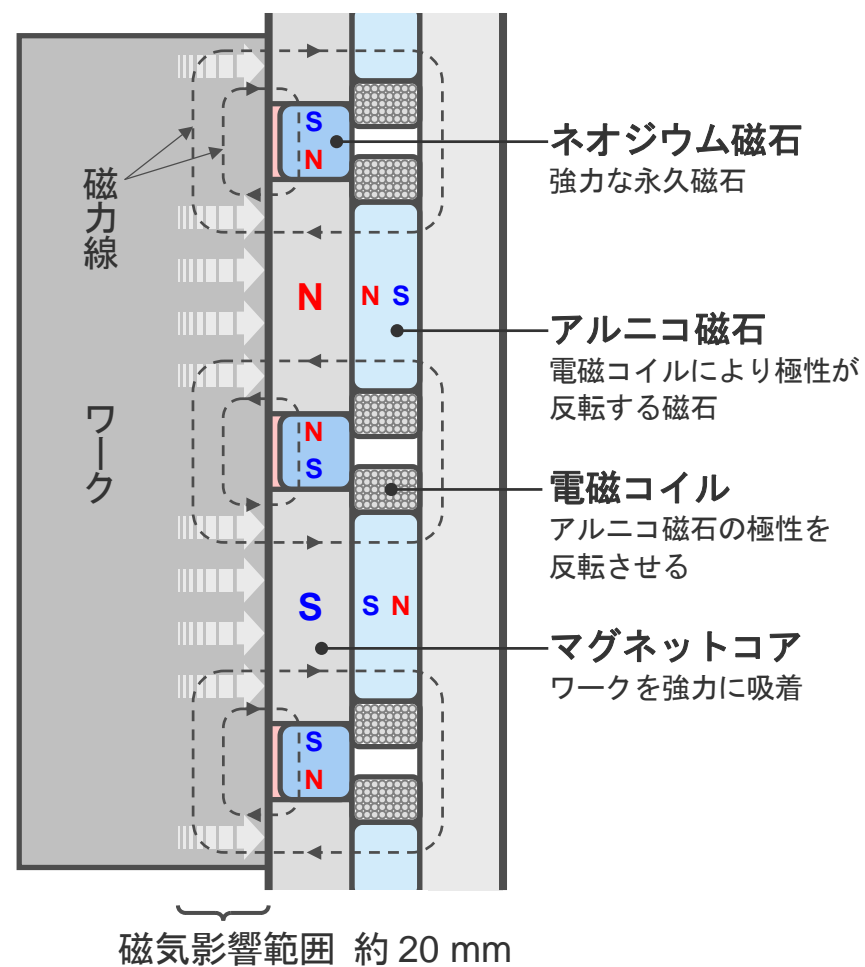 磁力線
ワーク
S
N
N
N S
N
S
S
S N
S
N
ネオジウム磁石
強力な永久磁石
アルニコ磁石
電磁コイルにより極性が
反転する磁石
電磁コイル
アルニコ磁石の極性を
反転させる
マグネットコア
ワークを強力に吸着
磁気影響範囲 約 20 mm